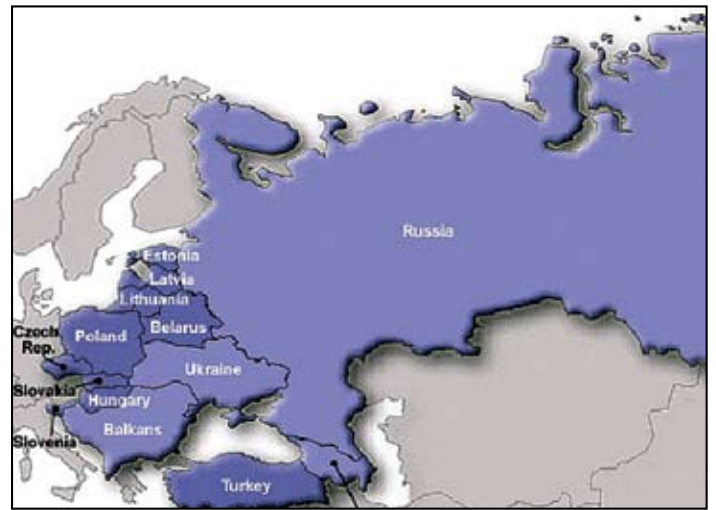 Russia
Estonia
Latvia
Lithuania
Belarus
Czech
Rep.
Poland
Ukraine
Slovakia
Hungary
Balkans
Slovenia
Turkey